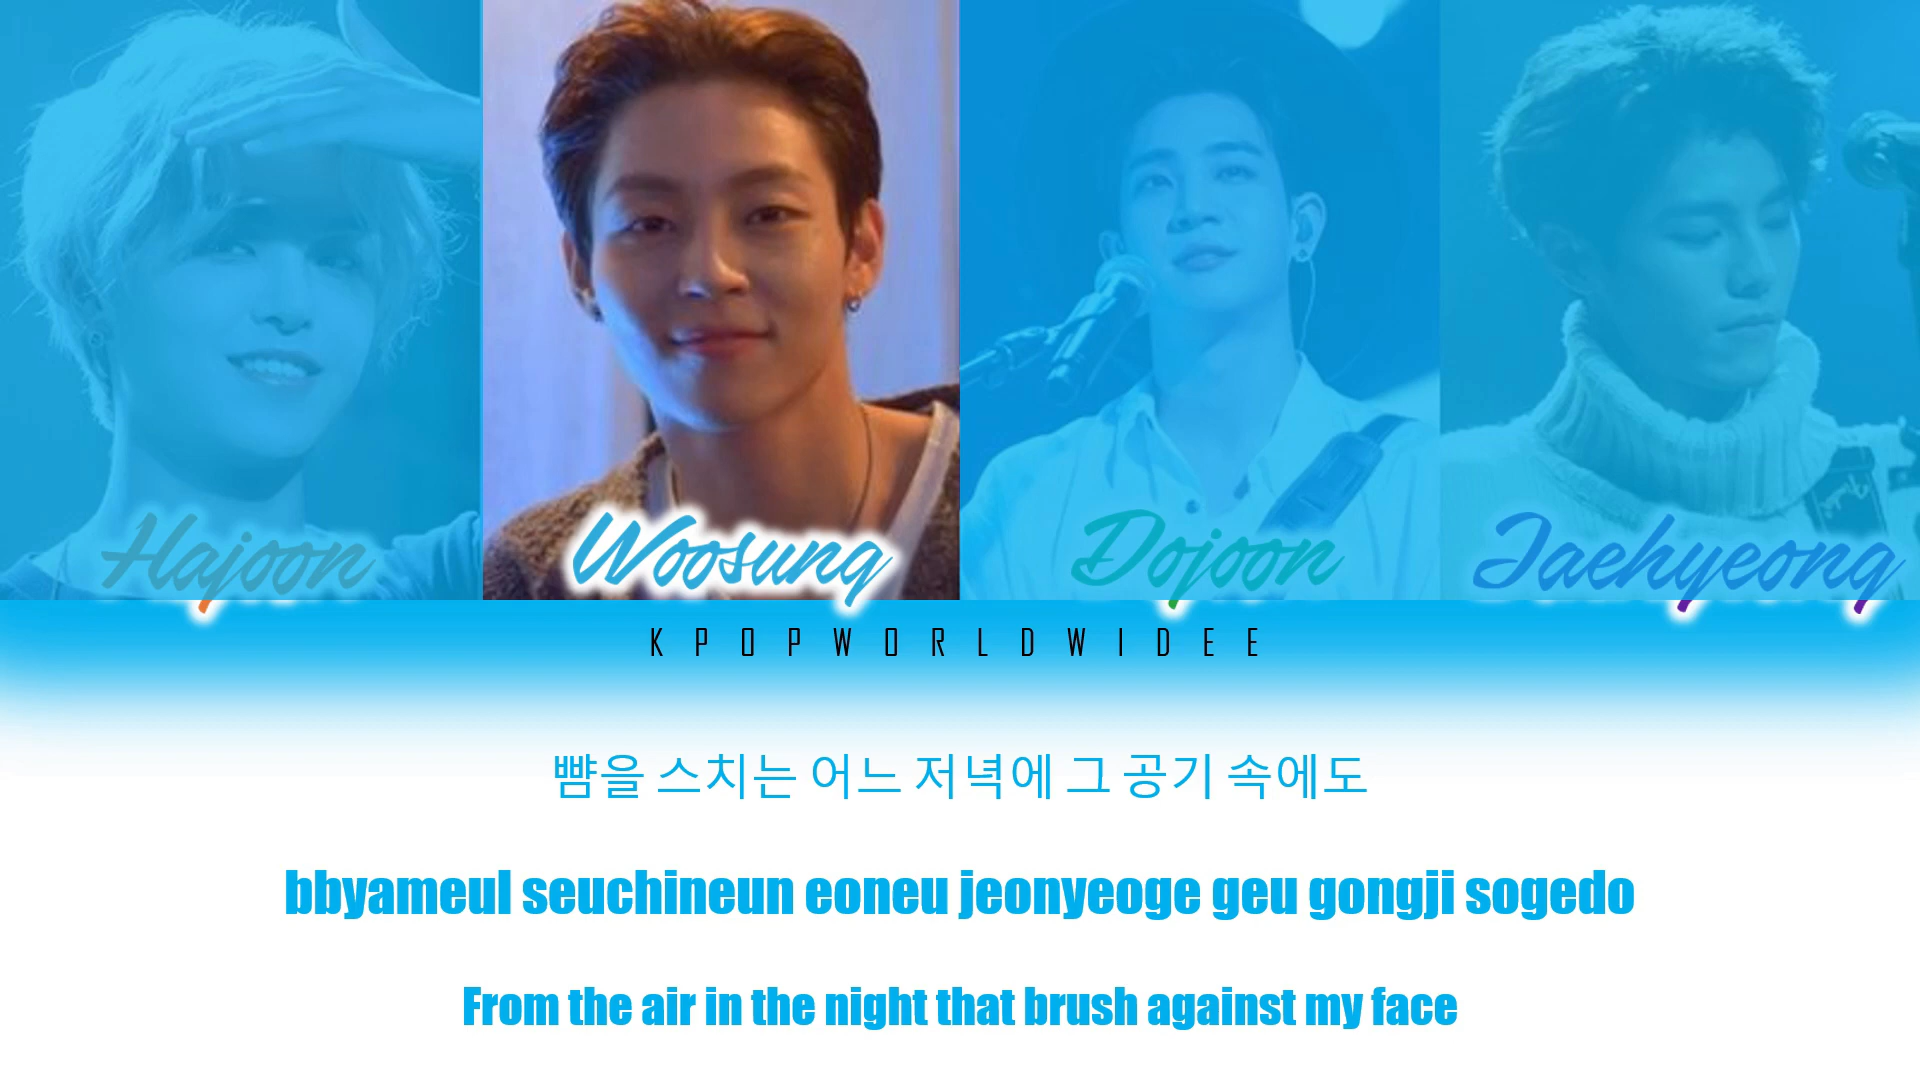 Hajoon Woosung Dojoon Jaehyeong
KPOPWORLDWIDEE
뺨을 스치는 어느 저녁에 그 공기 속에도
bbyameul seuchineun eoneu jeonyeoge geu gongji sogedo
From the air in the night that brush against my face